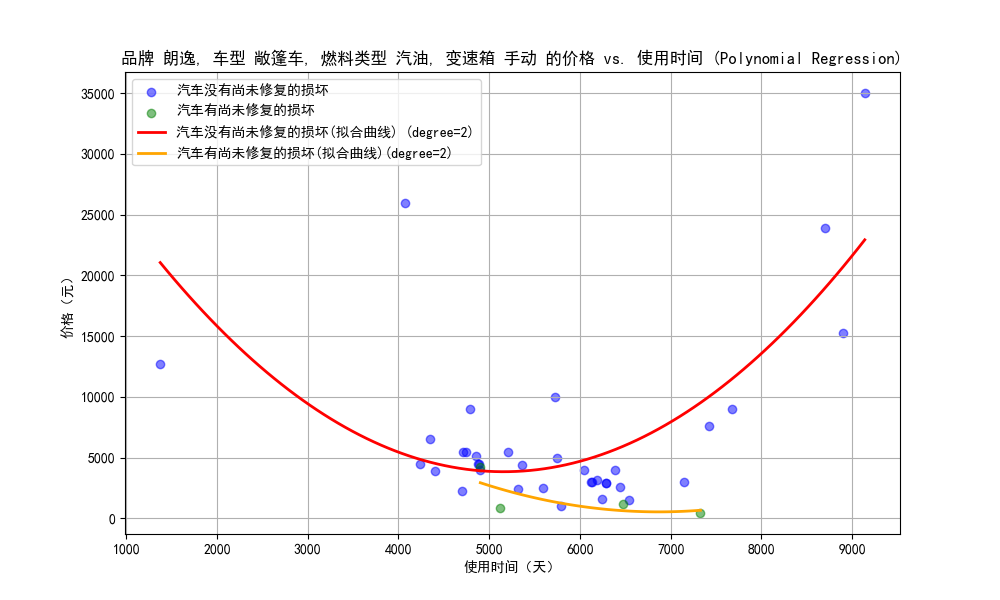 品牌 朗逸, 车型 敞篷车, 燃料类型 汽油, 变速箱 手动 的价格 vs. 使用时间 (Polynomial Regression)
汽车没有尚未修复的损坏
汽车有尚未修复的损坏
汽车没有尚未修复的损坏(拟合曲线) (degree=2)
汽车有尚未修复的损坏(拟合曲线)(degree=2)
价格（元）
35000
30000
25000
20000
15000
10000
5000
0
1000 2000 3000 4000 5000 6000 7000 8000 9000
使用时间（天）